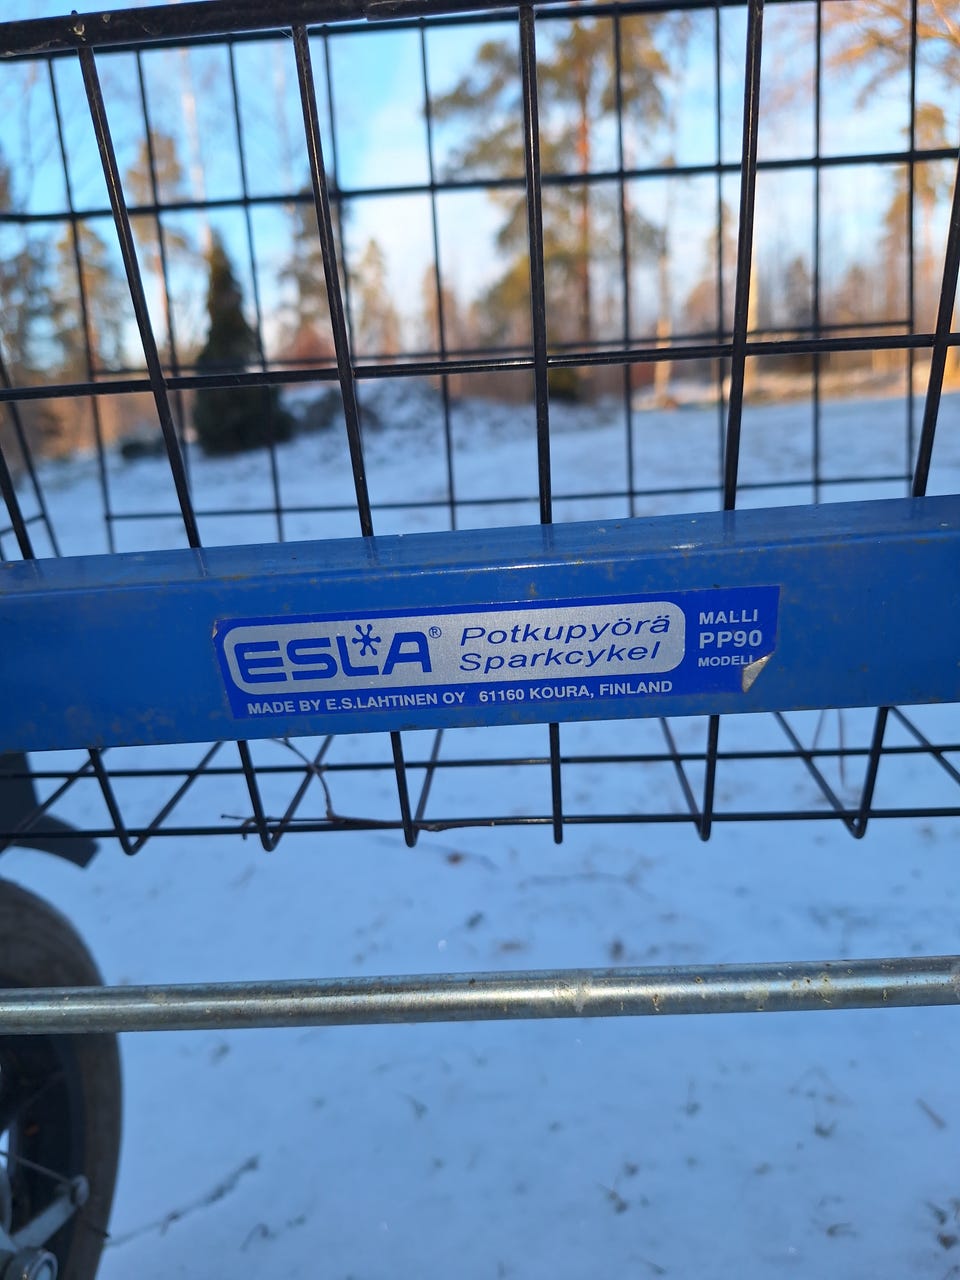 ESLA®
Potkupyörä
Sparkcykel
MALLI
PP90
MODELL
MADE BY E.S.LAHTINEN OY 61160 KOURA, FINLAND